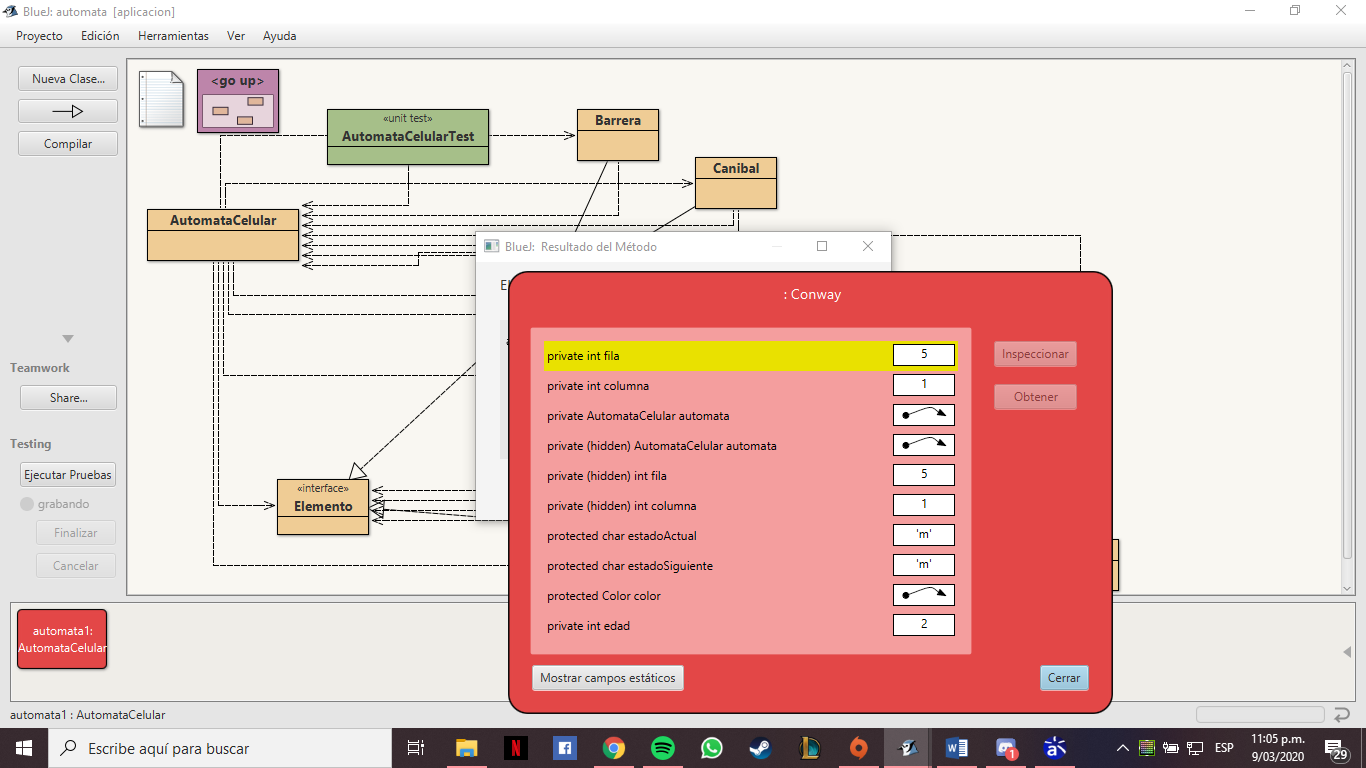 BlueJ: automata [aplicacion]
Proyecto Edición Herramientas Ver Ayuda
Nueva Clase...
Compilar
Teamwork
Share...
Testing
Ejecutar Pruebas
grabando
Finalizar
Cancelar
<go up>
«unit test»
AutomataCelularTest
Barrera
Canibal
AutomataCelular
«interface»
Elemento
BlueJ: Resultado del Método
: Conway
private int fila 5
private int columna 1
private AutomataCelular automata
private (hidden) AutomataCelular automata
private (hidden) int fila 5
private (hidden) int columna 1
protected char estadoActual 'm'
protected char estadoSiguiente 'm'
protected Color color
private int edad 2
Inspeccionar
Obtener
Mostrar campos estáticos
Cerrar
automata1:
AutomataCelular
automata1 : AutomataCelular
Escribe aquí para buscar
ESP
11:05 p.m.
9/03/2020
1
29